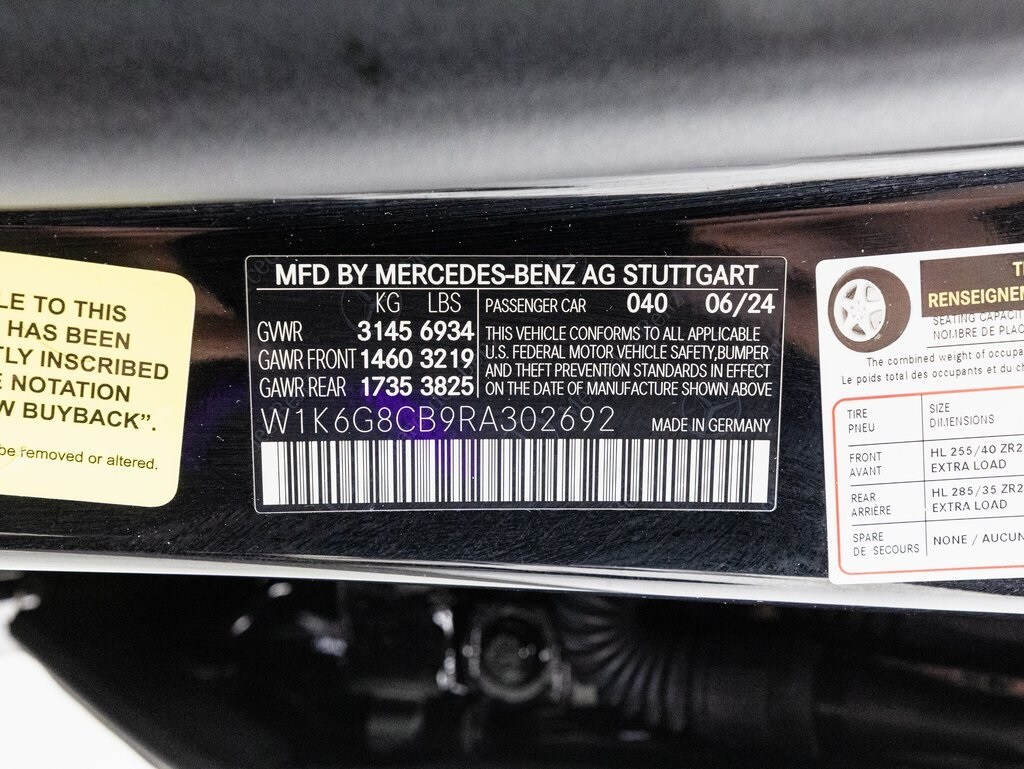 LE TO THIS
HAS BEEN
TLY INSCRIBED
E NOTATION
W BUYBACK”.
be removed or altered.
MFD BY MERCEDES-BENZ AG STUTTGART
KG LBS
GVWR 3145 6934
GAWR FRONT 1460 3219
GAWR REAR 1735 3825
PASSENGER CAR 040 06/24
THIS VEHICLE CONFORMS TO ALL APPLICABLE
U.S. FEDERAL MOTOR VEHICLE SAFETY,BUMPER
AND THEFT PREVENTION STANDARDS IN EFFECT
ON THE DATE OF MANUFACTURE SHOWN ABOVE
W1K6G8CB9RA302692
MADE IN GERMANY
RENSEIGNE
SEATING CAPACIT
NOMBRE DE PLAC
The combined weight of occupa
Le poids total des occupants et du ch
TIRE
PNEU
SIZE
DIMENSIONS
FRONT
AVANT
HL 255/40 ZR2
EXTRA LOAD
REAR
ARRIÈRE
HL 285/35 ZR2
EXTRA LOAD
SPARE
DE SECOURS
NONE / AUCUN